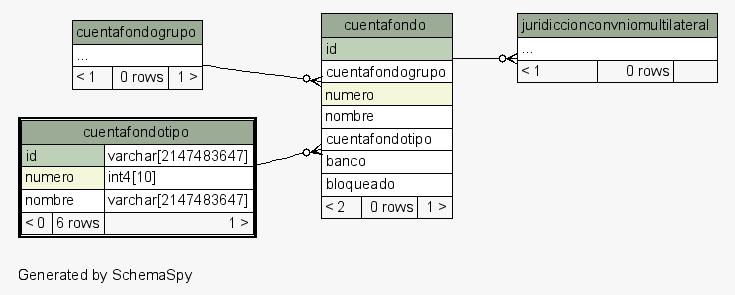 cuentafondogrupo
...
< 1 0 rows 1 >
cuentafondo
id
cuentafondogrupo
numero
nombre
cuentafondotipo
banco
bloqueado
< 2 0 rows 1 >
juridiccionconvniomultilateral
...
< 1 0 rows
cuentafondotipo
id varchar[2147483647]
numero int4[10]
nombre varchar[2147483647]
< 0 6 rows 1 >
Generated by SchemaSpy